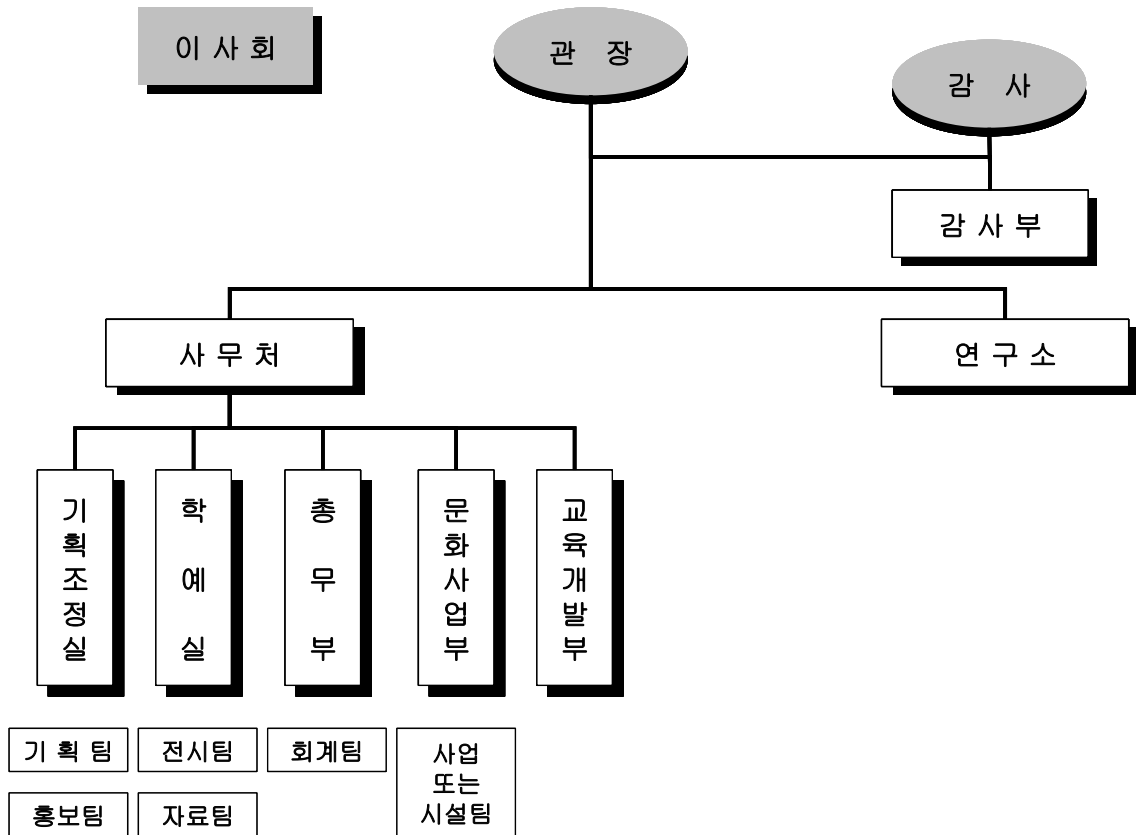 이 사 회
관 장
감 사
감 사 부
사 무 처
연 구 소
기획조정실
학예실
총무부
문화사업부
교육개발부
기 획 팀
전시팀
회계팀
사업
또는
시설팀
홍보팀
자료팀